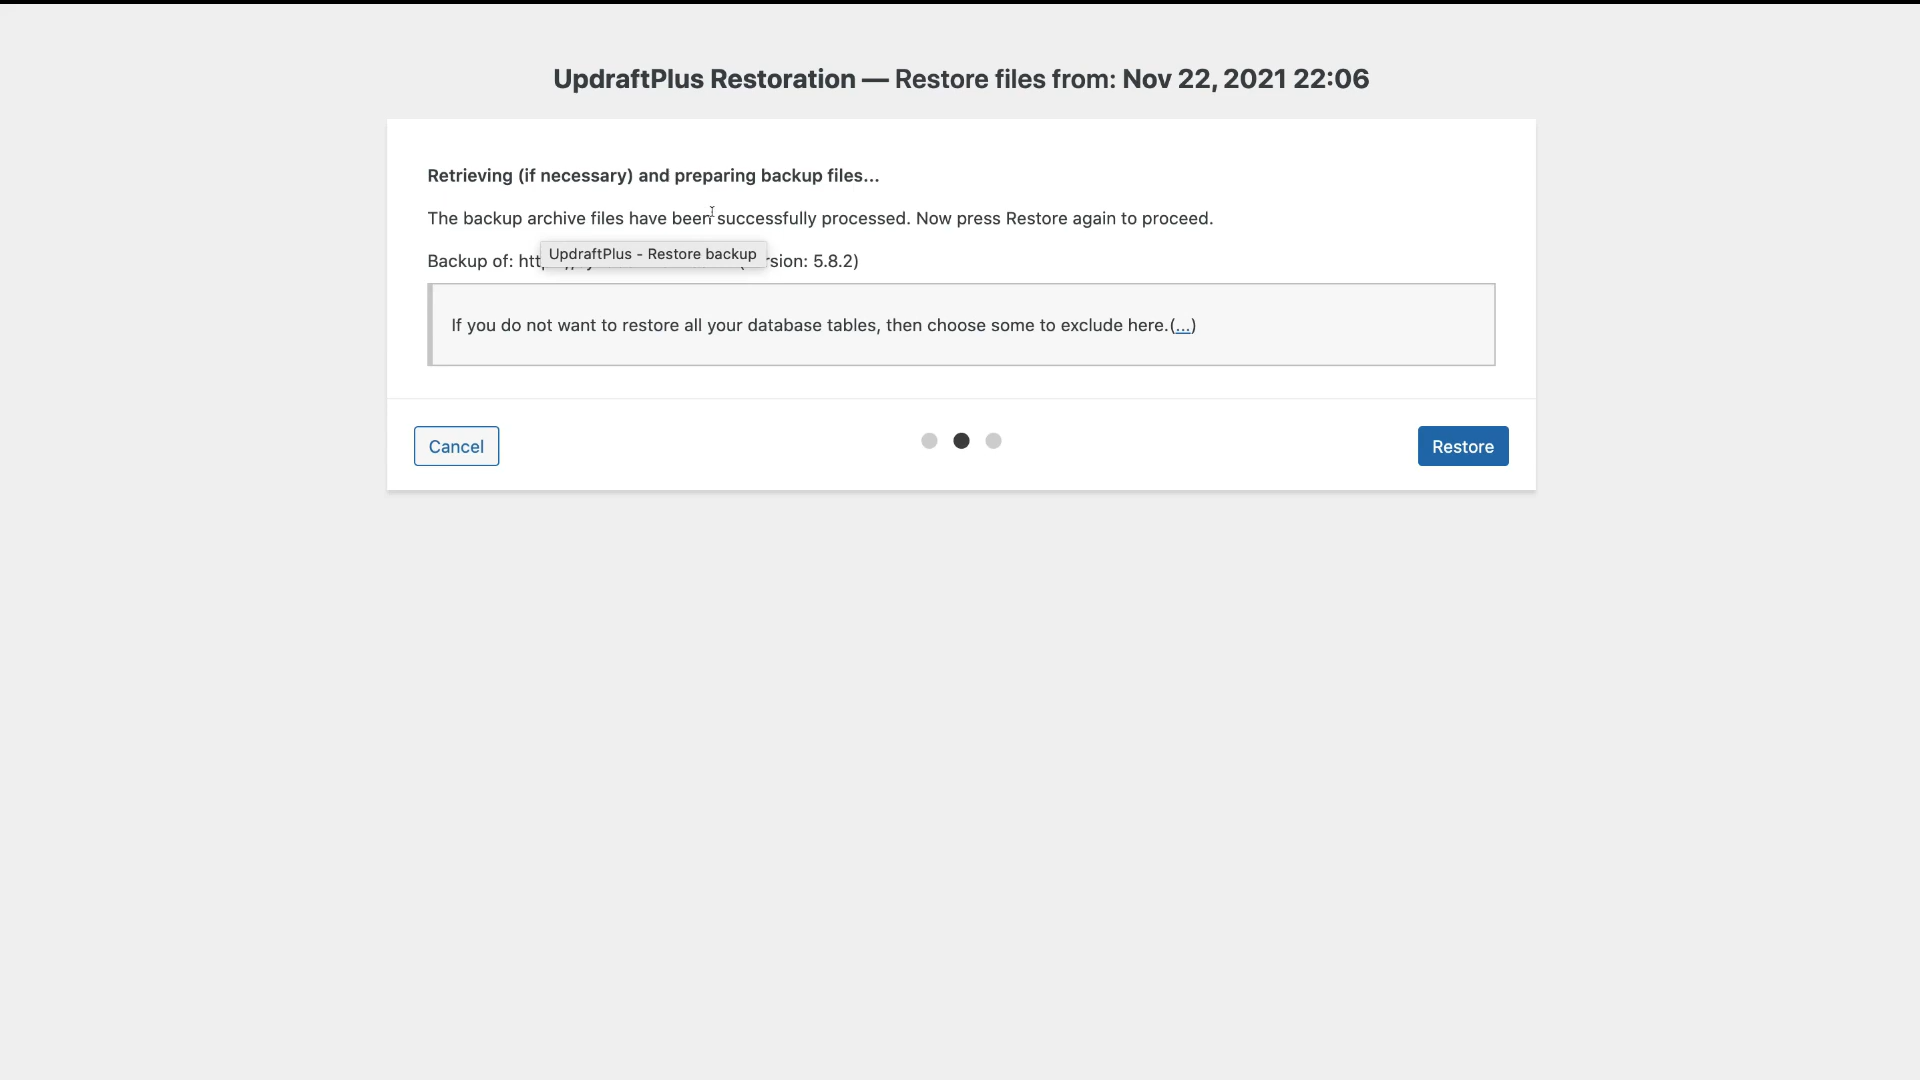 UpdraftPlus Restoration — Restore files from: Nov 22, 2021 22:06
Retrieving (if necessary) and preparing backup files...
The backup archive files have been successfully processed. Now press Restore again to proceed.
UpdraftPlus - Restore backup
Backup of: htt rsion: 5.8.2)
If you do not want to restore all your database tables, then choose some to exclude here.(...)
Cancel
Restore